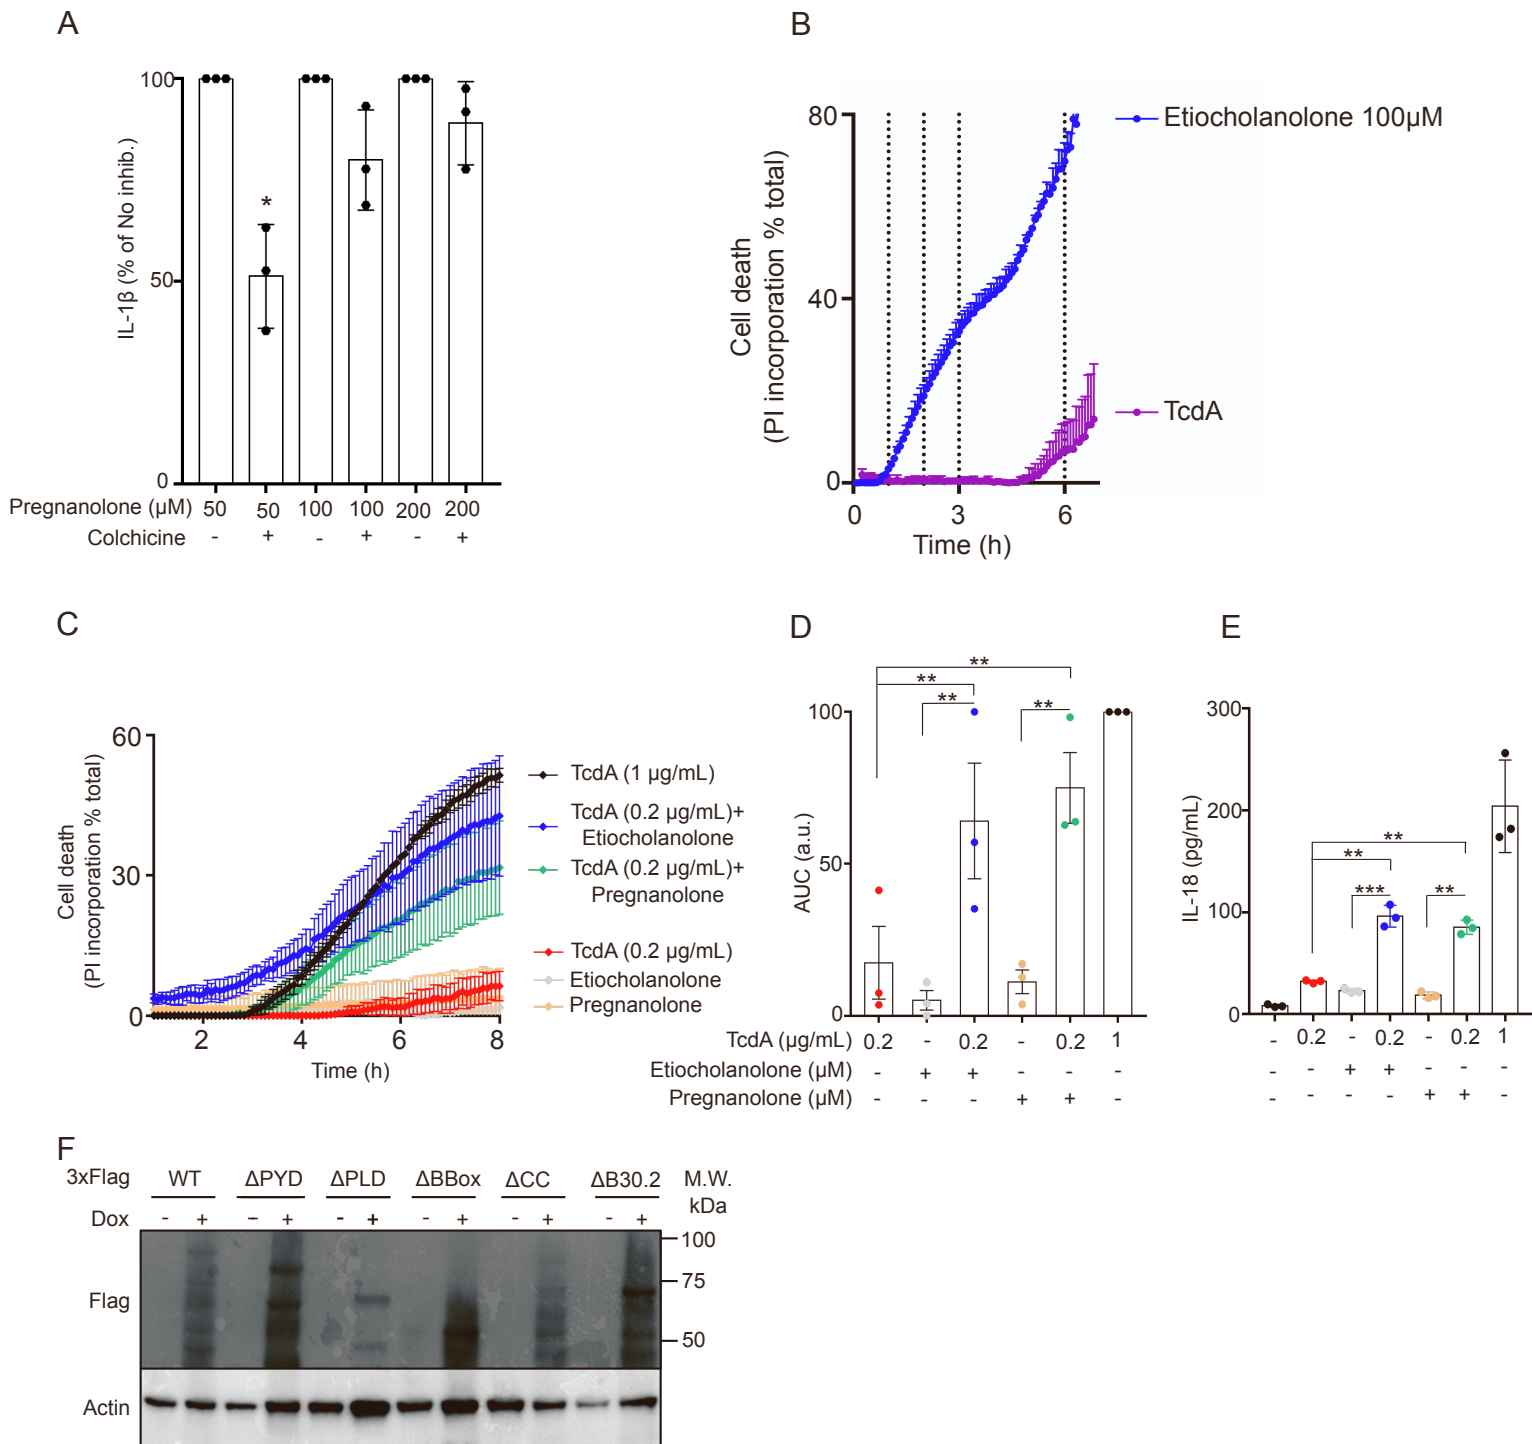 A
100
50
0
IL-1β (% of No inhib.)
*
Pregnanolone (µM) 50 50 100 100 200 200
Colchicine - + - + - +
B
80
40
0
Cell death
(PI incorporation % total)
0 3 6
Time (h)
Etiocholanolone 100µM
TcdA
C
60
30
0
Cell death
(PI incorporation % total)
2 4 6 8
Time (h)
TcdA (1 µg/mL)
TcdA (0.2 µg/mL)+
Etiocholanolone
TcdA (0.2 µg/mL)+
Pregnanolone
TcdA (0.2 µg/mL)
Etiocholanolone
Pregnanolone
D
100
50
0
AUC (a.u.)
**
**
** **
TcdA (µg/mL) 0.2 - 0.2 - 0.2 1
Etiocholanolone (µM) - + + - - -
Pregnanolone (µM) - - - + + -
E
300
200
100
0
IL-18 (pg/mL)
**
**
*** **
- 0.2 - 0.2 - 0.2 1
- - + + - - -
- - - - + + -
F
3xFlag WT ΔPYD ΔPLD ΔBBox ΔCC ΔB30.2 M.W.
kDa
Dox - + - + - + - + - + - +
100
75
Flag
50
Actin